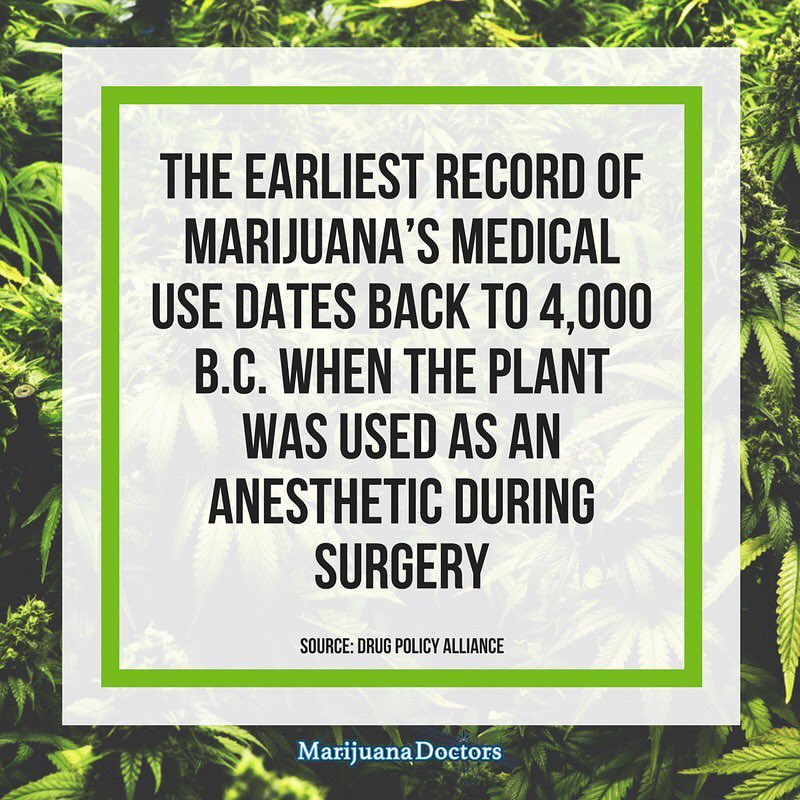 THE EARLIEST RECORD OF
MARIJUANA'S MEDICAL
USE DATES BACK TO 4,000
B.C. WHEN THE PLANT
WAS USED AS AN
ANESTHETIC DURING
SURGERY
SOURCE: DRUG POLICY ALLIANCE
MarijuanaDoctors